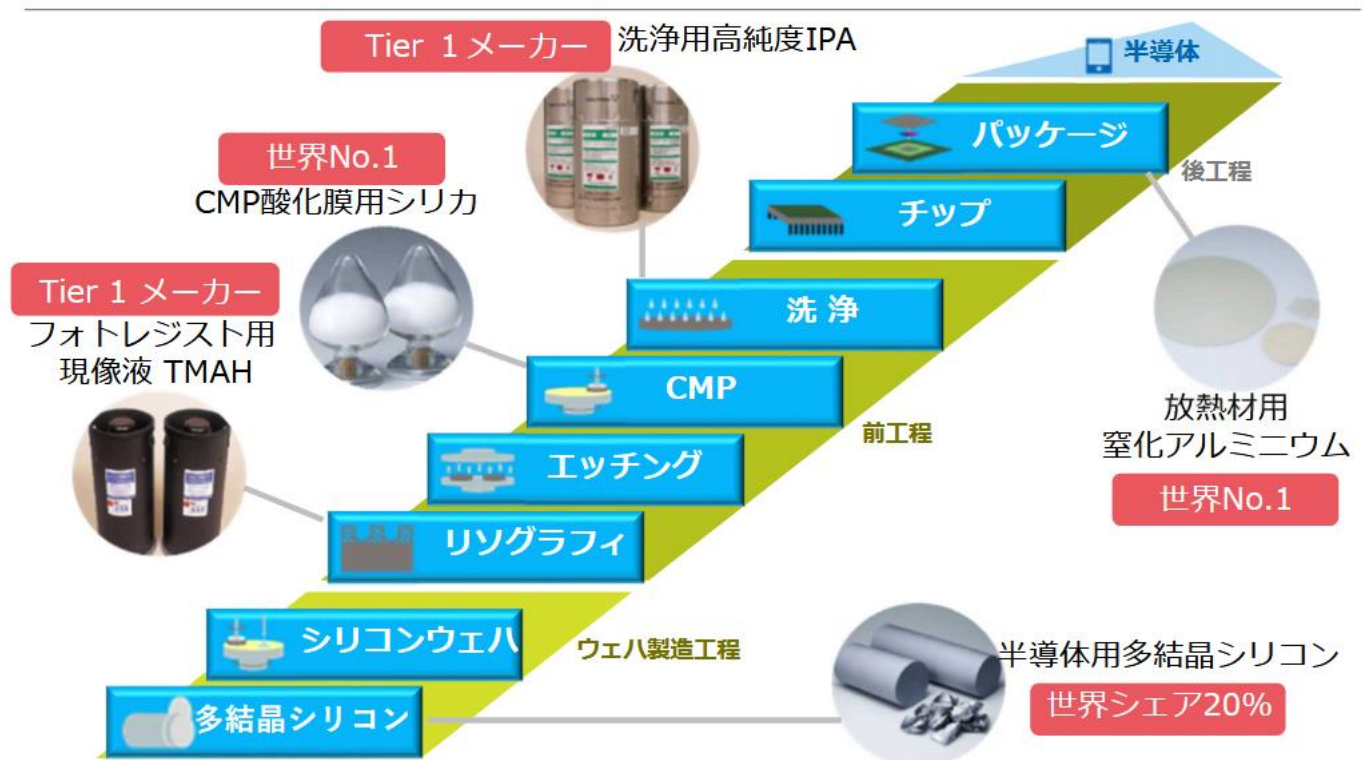 Tier 1メーカー
洗浄用高純度IPA
半導体
パッケージ
世界No.1
CMP酸化膜用シリカ
後工程
チップ
Tier 1 メーカー
フォトレジスト用
現像液 TMAH
洗 浄
CMP
放熱材用
窒化アルミニウム
世界No.1
前工程
エッチング
リソグラフィ
シリコンウェハ
ウェハ製造工程
半導体用多結晶シリコン
世界シェア20%
多結晶シリコン